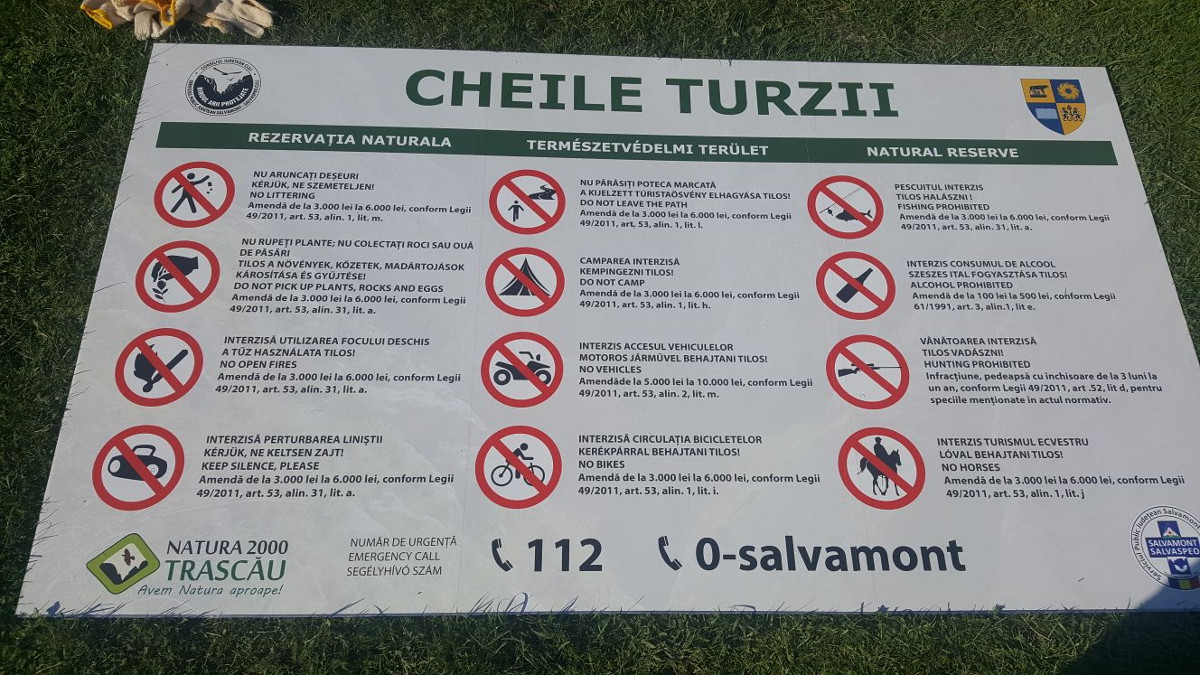 CHEILE TURZII
REZERVAȚIA NATURALA
TERMÉSZETVÉDELMI TERÜLET
NATURAL RESERVE
NU ARUNCATI DEȘEURI
KÉRJÜK, NE SZEMETELJEN!
NO LITTERING
Amendă de la 3.000 lei la 6.000 lei, conform Legii
49/2011, art. 53, alin. 1, lit. m.
NU RUPEȚI PLANTE; NU COLECTAȚI ROCI SAU OUĂ
DE PĂSĂRI
TILOS A NÖVÉNYEK, KŐZETEK, MADÁRTOJÁSOK
KÁROSÍTÁSA ÉS GYŰJTÉSE!
DO NOT PICK UP PLANTS, ROCKS AND EGGS
Amendă de la 3.000 lei la 6.000 lei, conform Legii
49/2011, art. 53, alin. 31, lit. a.
INTERZISĂ UTILIZAREA FOCULUI DESCHIS
A TŰZ HASZNÁLATA TILOS!
NO OPEN FIRES
Amendă de la 3.000 lei la 6.000 lei, conform Legii
49/2011, art. 53, alin. 31, lit. a.
INTERZISĂ PERTURBAREA LINIȘTII
KÉRJÜK, NE KELTSEN ZAJT!
KEEP SILENCE, PLEASE
Amendă de la 3.000 lei la 6.000 lei, conform Legii
49/2011, art. 53, alin. 31, lit. a.
NU PĂRĂSIȚI POTECA MARCATĂ
A KIJELZETT TÚRISTAÖSVÉNY ELHAGYÁSA TILOS!
DO NOT LEAVE THE PATH
Amendă de la 3.000 lei la 6.000 lei, conform Legii
49/2011, art. 53, alin. 1, lit. l.
CAMPAREA INTERZISĂ
KEMPINGEZNI TILOS!
DO NOT CAMP
Amendă de la 3.000 lei la 6.000 lei, conform Legii
49/2011, art. 53, alin. 1, lit. h.
INTERZIS ACCESUL VEHICULELOR
MOTOROS JÁRMŰVEL BEHAJTANI TILOS!
NO VEHICLES
Amendăde la 5.000 lei la 10.000 lei, conform Legii
49/2011, art. 53, alin. 2, lit. m.
INTERZISĂ CIRCULAȚIA BICICLETELOR
KERÉKPÁRRAL BEHAJTANI TILOS!
NO BIKES
Amendă de la 3.000 lei la 6.000 lei, conform Legii
49/2011, art. 53, alin. 1, lit. i.
PESCUITUL INTERZIS
TILOS HALÁSZNI !
FISHING PROHIBITED
Amendă de la 3.000 lei la 6.000 lei, conform Legii
49/2011, art. 53, alin. 31, lit. a.
INTERZIS CONSUMUL DE ALCOOL
SZESZES ITAL FOGYASZTÁSA TILOS!
ALCOHOL PROHIBITED
Amendă de la 100 lei la 500 lei, conform Legii
61/1991, art. 3, alin.1, lit e.
VÂNĂTOAREA INTERZISĂ
TILOS VADÁSZNI!
HUNTING PROHIBITED
Infracțiune, pedeapsă cu inchisoare de la 3 luni la
un an, conform Legii 49/2011, art .52, lit d, pentru
speciile menționate in actul normativ.
INTERZIS TURISMUL ECVESTRU
LÓVAL BEHAJTANI TILOS!
NO HORSES
Amendă de la 3.000 lei la 6.000 lei, conform Legii
49/2011, art. 53, alin. 1, lit. j
NATURA 2000
TRASCĂU
Avem Natura aproape!
NUMĂR DE URGENȚĂ
EMERGENCY CALL
SEGÉLYHÍVÓ SZÁM
112
0-salvamont
Serviciul Public Județean Salvamont
SALVAMONT
SALVASPEO